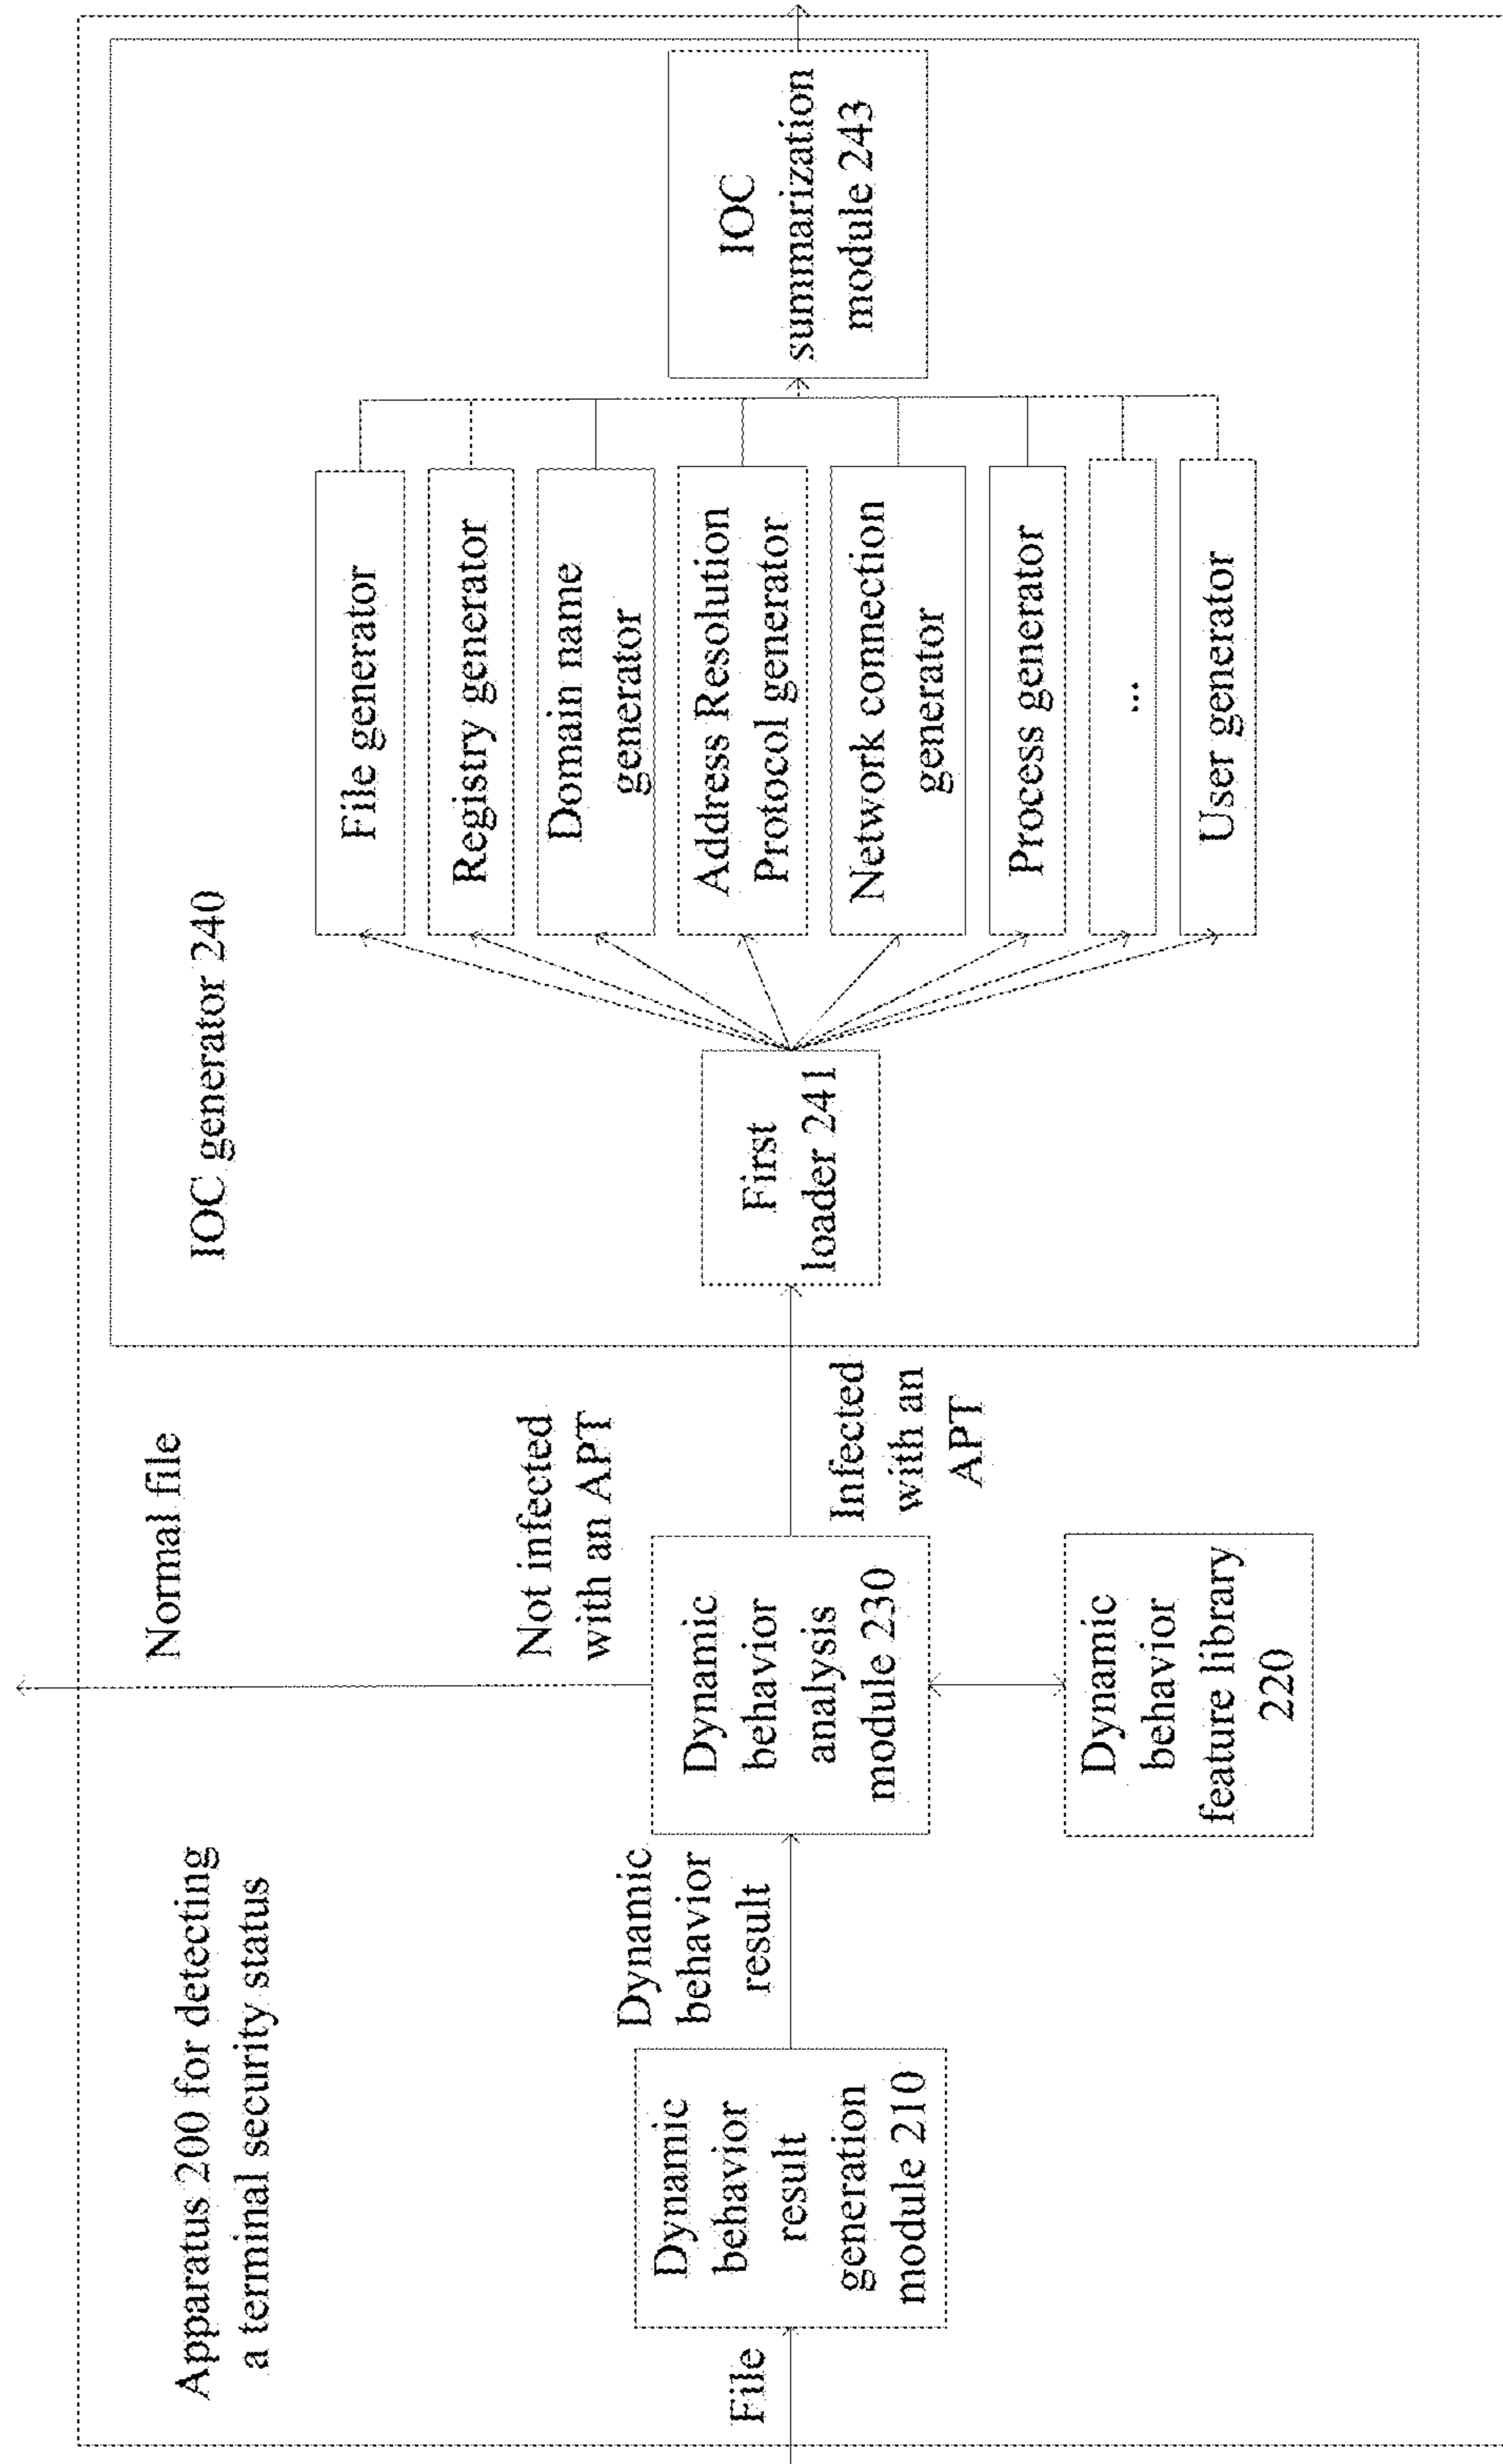 Apparatus 200 for detecting
a terminal security status
File
Dynamic
behavior
result
generation
module 210
Dynamic
behavior
result
Dynamic
behavior
analysis
module 230
Dynamic
behavior
feature library
220
Normal file
Not infected
with an APT
Infected
with an
APT
IOC generator 240
First
loader 241
File generator
Registry generator
Domain name
generator
Address Resolution
Protocol generator
Network connection
generator
Process generator
...
User generator
IOC
summarization
module 243